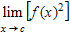 lim [f(x)²]
x → c